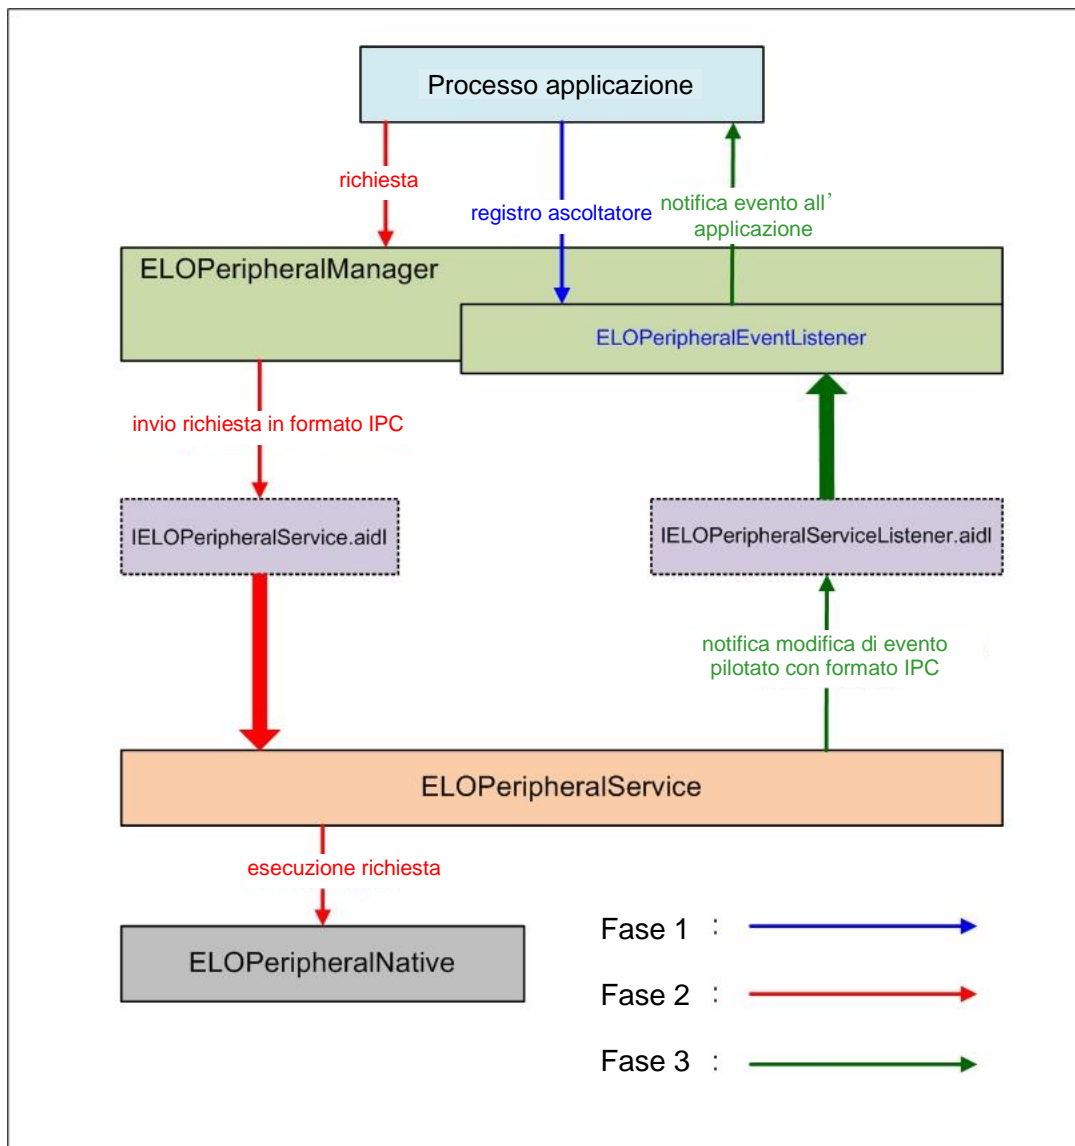 Processo applicazione
richiesta
registro ascoltatore
notifica evento all’
applicazione
ELOPeripheralManager
ELOPeripheralEventListener
invio richiesta in formato IPC
IELOPeripheralService.aidl
IELOPeripheralServiceListener.aidl
notifica modifica di evento
pilotato con formato IPC
ELOPeripheralService
esecuzione richiesta
ELOPeripheralNative
Fase 1 :
Fase 2 :
Fase 3 :